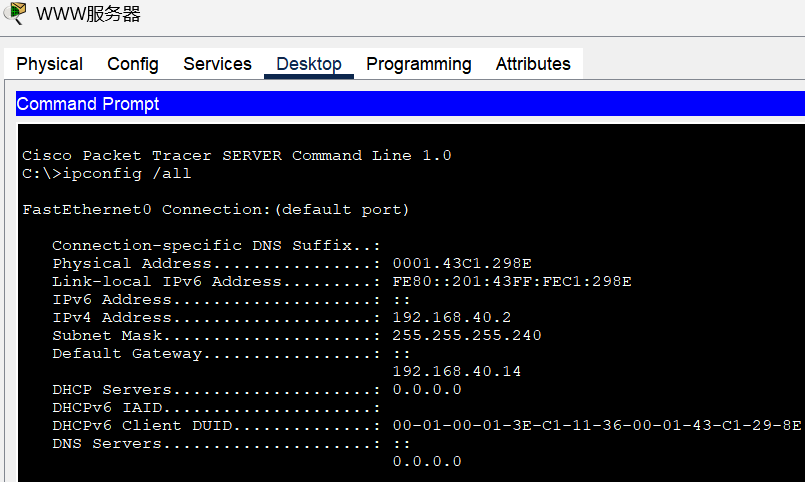 WWW服务器
Physical Config Services Desktop Programming Attributes
Command Prompt
Cisco Packet Tracer SERVER Command Line 1.0
C:\>ipconfig /all
FastEthernet0 Connection:(default port)
Connection-specific DNS Suffix..:
Physical Address................: 0001.43C1.298E
Link-local IPv6 Address.........: FE80::201:43FF:FEC1:298E
IPv6 Address....................: ::
IPv4 Address....................: 192.168.40.2
Subnet Mask.....................: 255.255.255.240
Default Gateway.................: ::
192.168.40.14
DHCP Servers....................: 0.0.0.0
DHCPv6 IAID.....................:
DHCPv6 Client DUID..............: 00-01-00-01-3E-C1-11-36-00-01-43-C1-29-8E
DNS Servers.....................: ::
0.0.0.0